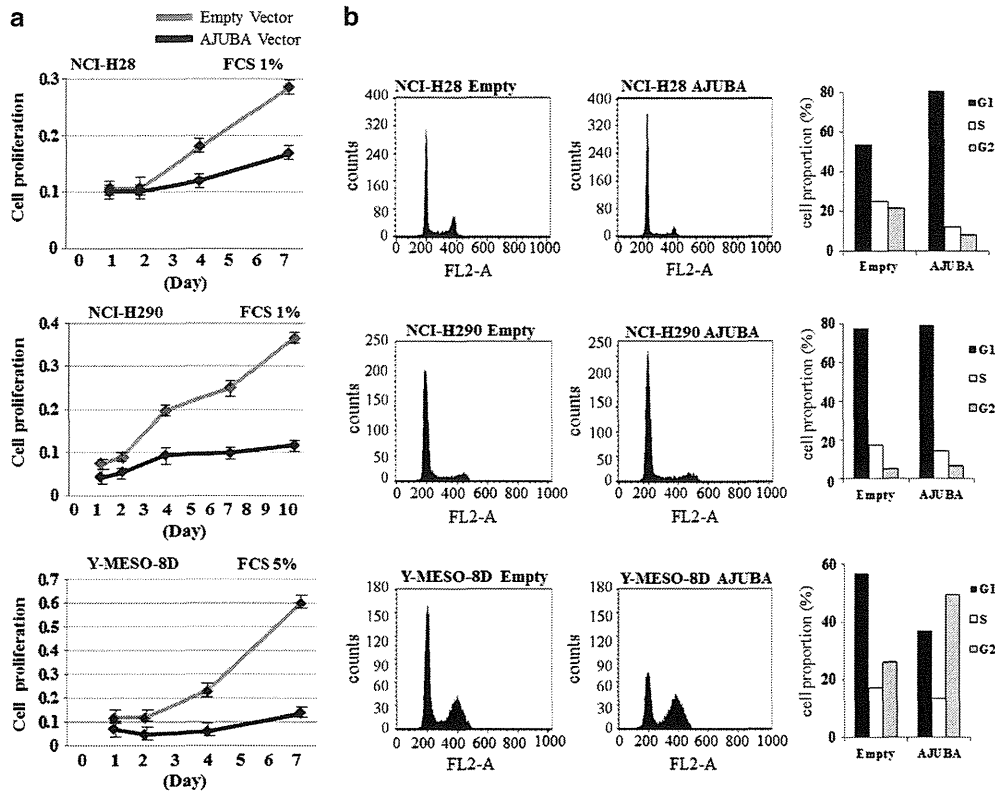 a
Empty Vector
AJUBA Vector
NCI-H28 FCS 1%
Cell proliferation
0.3
0.2
0.1
0
0 1 2 3 4 5 6 7
(Day)
NCI-H290 FCS 1%
Cell proliferation
0.4
0.3
0.2
0.1
0
0 1 2 3 4 5 6 7 8 9 10
(Day)
Y-MESO-8D FCS 5%
Cell proliferation
0.7
0.6
0.5
0.4
0.3
0.2
0.1
0
0 1 2 3 4 5 6 7
(Day)
b
NCI-H28 Empty
counts
400
320
240
160
80
0
0 200 400 600 800 1000
FL2-A
NCI-H28 AJUBA
counts
400
320
240
160
80
0
0 200 400 600 800 1000
FL2-A
cell proportion (%)
80
60
40
20
0
Empty AJUBA
G1
S
G2
NCI-H290 Empty
counts
250
200
150
100
50
0
0 200 400 600 800 1000
FL2-A
NCI-H290 AJUBA
counts
250
200
150
100
50
0
0 200 400 600 800 1000
FL2-A
cell proportion (%)
80
60
40
20
0
Empty AJUBA
G1
S
G2
Y-MESO-8D Empty
counts
180
150
120
90
60
30
0
0 200 400 600 800 1000
FL2-A
Y-MESO-8D AJUBA
counts
180
150
120
90
60
30
0
0 200 400 600 800 1000
FL2-A
cell proportion (%)
60
40
20
0
Empty AJUBA
G1
S
G2